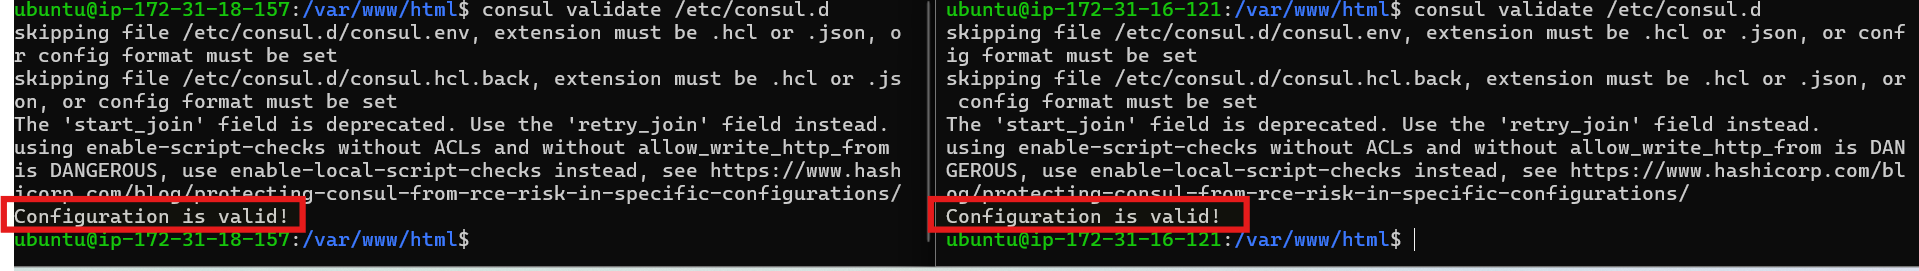 ubuntu@ip-172-31-18-157:/var/www/html$ consul validate /etc/consul.d
skipping file /etc/consul.d/consul.env, extension must be .hcl or .json, o
r config format must be set
skipping file /etc/consul.d/consul.hcl.back, extension must be .hcl or .js
on, or config format must be set
The 'start_join' field is deprecated. Use the 'retry_join' field instead.
using enable-script-checks without ACLs and without allow_write_http_from
is DANGEROUS, use enable-local-script-checks instead, see https://www.hash
icorp.com/blog/protecting-consul-from-rce-risk-in-specific-configurations/
Configuration is valid!
ubuntu@ip-172-31-18-157:/var/www/html$
ubuntu@ip-172-31-16-121:/var/www/html$ consul validate /etc/consul.d
skipping file /etc/consul.d/consul.env, extension must be .hcl or .json, or conf
ig format must be set
skipping file /etc/consul.d/consul.hcl.back, extension must be .hcl or .json, or
 config format must be set
The 'start_join' field is deprecated. Use the 'retry_join' field instead.
using enable-script-checks without ACLs and without allow_write_http_from is DAN
GEROUS, use enable-local-script-checks instead, see https://www.hashicorp.com/bl
og/protecting-consul-from-rce-risk-in-specific-configurations/
Configuration is valid!
ubuntu@ip-172-31-16-121:/var/www/html$